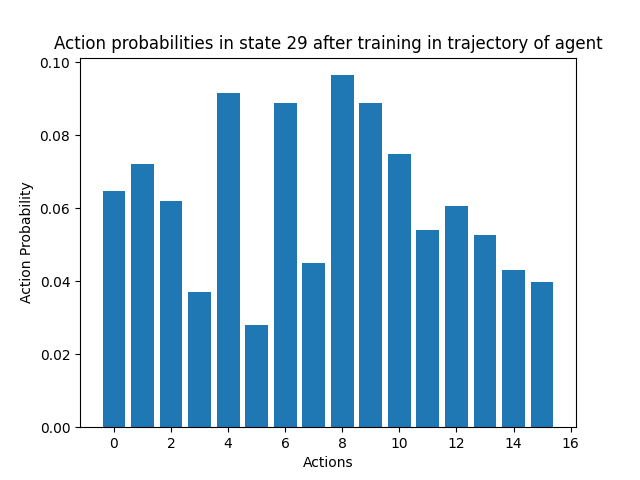 Action probabilities in state 29 after training in trajectory of agent
0.10
0.08
0.06
0.04
0.02
0.00
Action Probability
0 2 4 6 8 10 12 14 16
Actions